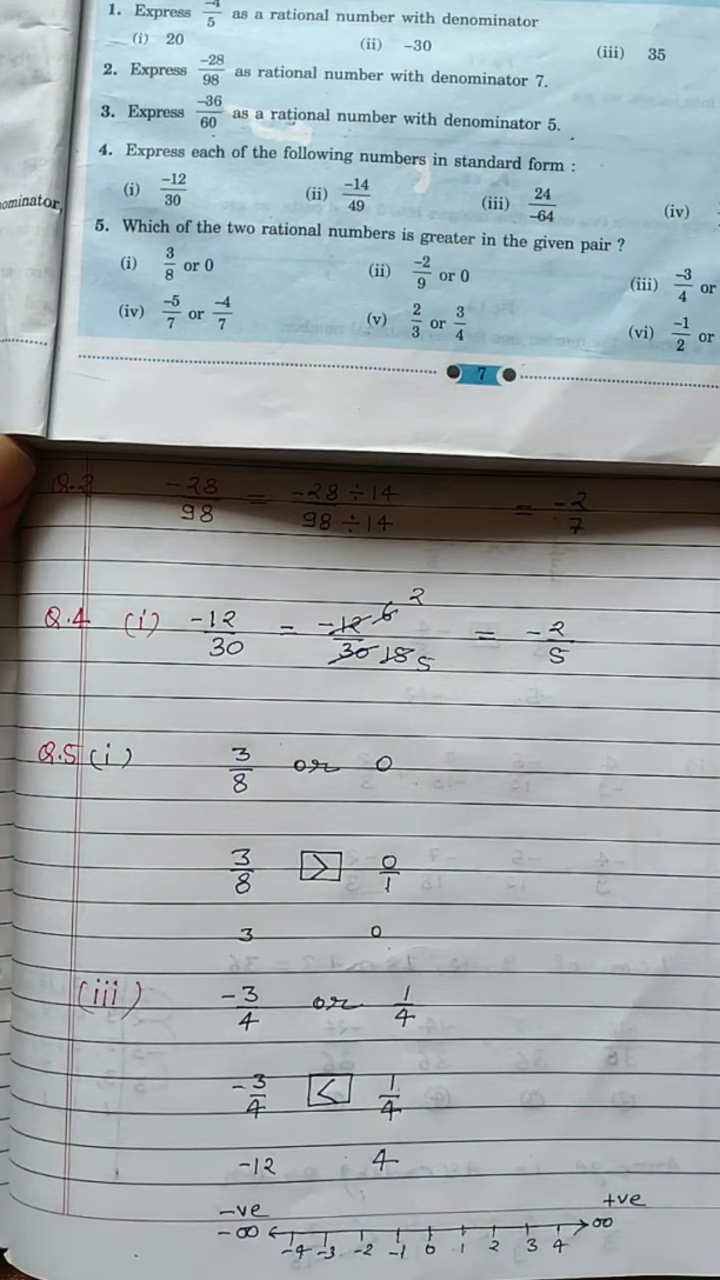 1. Express -4/5 as a rational number with denominator
(i) 20 (ii) -30 (iii) 35
2. Express -28/98 as rational number with denominator 7.
3. Express -36/60 as a rational number with denominator 5.
4. Express each of the following numbers in standard form :
(i) -12/30 (ii) -14/49 (iii) 24/-64 (iv)
ominator,
5. Which of the two rational numbers is greater in the given pair ?
(i) 3/8 or 0 (ii) -2/9 or 0 (iii) -3/4 or
(iv) -5/7 or -4/7 (v) 2/3 or 3/4 (vi) -1/2 or
7
Q.2 -28/98 = -28÷14/98÷14 = -2/7
Q.4 (i) -12/30 = -12 6 2/30 15 5 = -2/5
Q.5 (i) 3/8 or 0
3/8 > 0/1
3 0
(iii) -3/4 or 1/4
-3/4 < 1/4
-12 4
-ve +ve
-∞ ∞
-4 -3 -2 -1 0 1 2 3 4